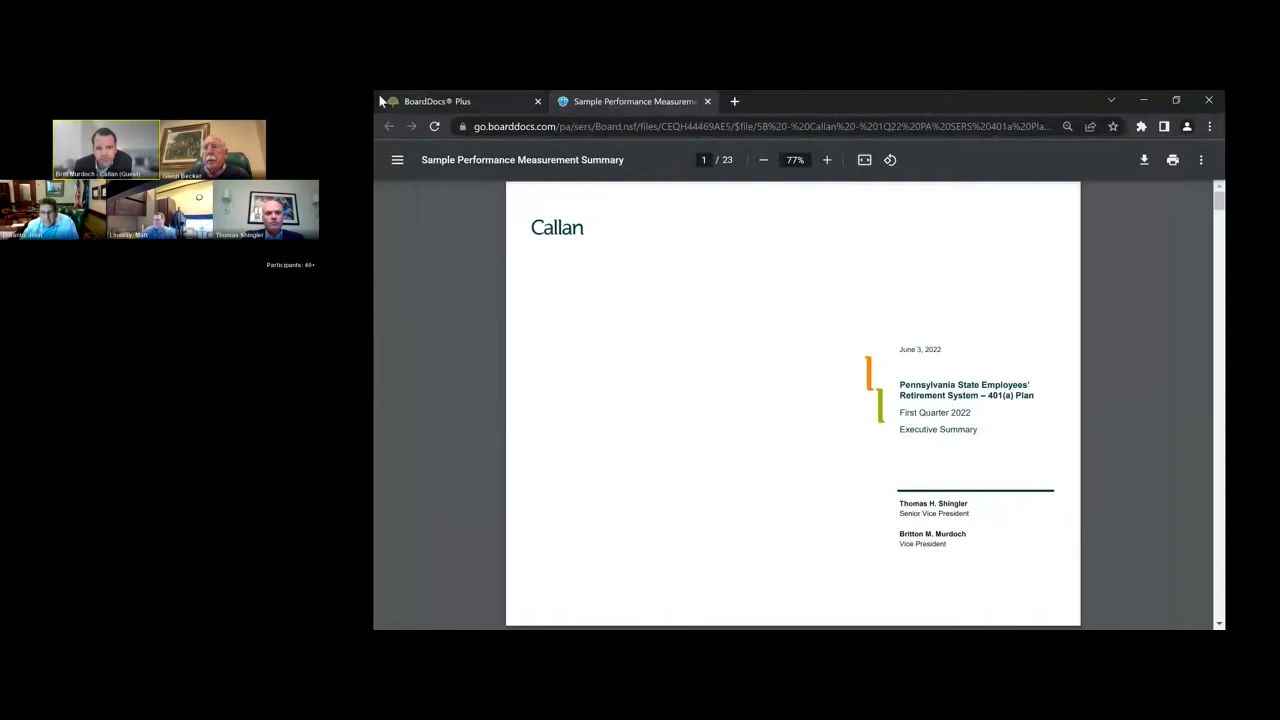 BoardDocs® Plus
Sample Performance Measurem
go.boarddocs.com/pa/sers/Board.nsf/files/CEQH44469AE5/$file/5B%20-%20Callan%20-%201Q22%20PA%20SERS%20401a%20Pla...
Sample Performance Measurement Summary
1 / 23
77%
Britt Murdoch - Callan (Guest)
Glenn Becker
DiSanto, John
Lindsay, Matt
Thomas Shingler
Participants: 40+
Callan
June 3, 2022
Pennsylvania State Employees'
Retirement System – 401(a) Plan
First Quarter 2022
Executive Summary
Thomas H. Shingler
Senior Vice President
Britton M. Murdoch
Vice President